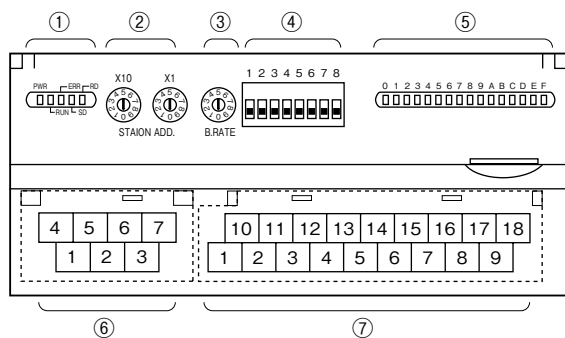 ① ② ③ ④ ⑤
PWR ERR RD
RUN SD
X10 X1
STAION ADD.
B.RATE
1 2 3 4 5 6 7 8
0 1 2 3 4 5 6 7 8 9 A B C D E F
4 5 6 7
1 2 3
10 11 12 13 14 15 16 17 18
1 2 3 4 5 6 7 8 9
⑥ ⑦